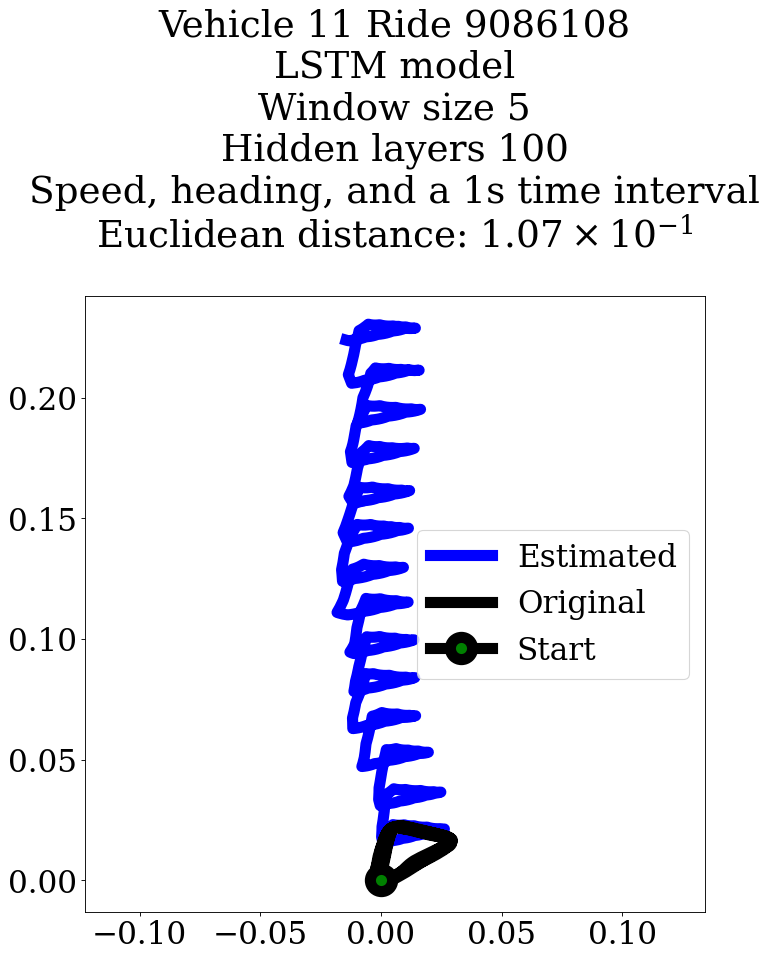 Vehicle 11 Ride 9086108
LSTM model
Window size 5
Hidden layers 100
Speed, heading, and a 1s time interval
Euclidean distance: 1.07 × 10⁻¹
0.20
0.15
0.10
0.05
0.00
Estimated
Original
Start
−0.10 −0.05 0.00 0.05 0.10